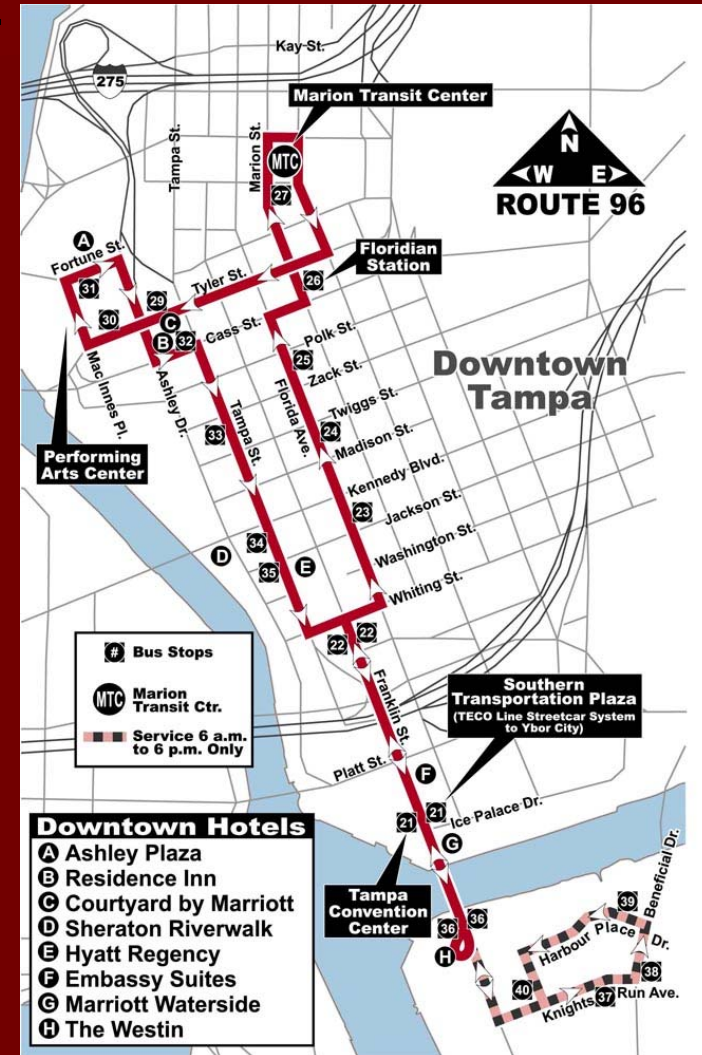 Kay St.
275
Marion Transit Center
Tampa St.
Marion St.
MTC
27
N
W E
ROUTE 96
A
Fortune St.
31
29
30
Tyler St.
Floridian
Station
26
C
B
32
Cass St.
Polk St.
25
Zack St.
Downtown
Tampa
Mac Innes Pl.
Ashley Dr.
33
Tampa St.
Florida Ave.
Twiggs St.
24
Madison St.
Performing
Arts Center
Kennedy Blvd.
23
Jackson St.
D
34
35
E
Washington St.
Whiting St.
22
22
# Bus Stops
MTC Marion
Transit Ctr.
Service 6 a.m.
to 6 p.m. Only
Franklin St.
Southern
Transportation Plaza
(TECO Line Streetcar System
to Ybor City)
Platt St.
F
21
21
Ice Palace Dr.
G
Tampa
Convention
Center
36
36
H
Beneficial Dr.
39
Harbour Place Dr.
38
40
37
Knights Run Ave.
Downtown Hotels
A Ashley Plaza
B Residence Inn
C Courtyard by Marriott
D Sheraton Riverwalk
E Hyatt Regency
F Embassy Suites
G Marriott Waterside
H The Westin